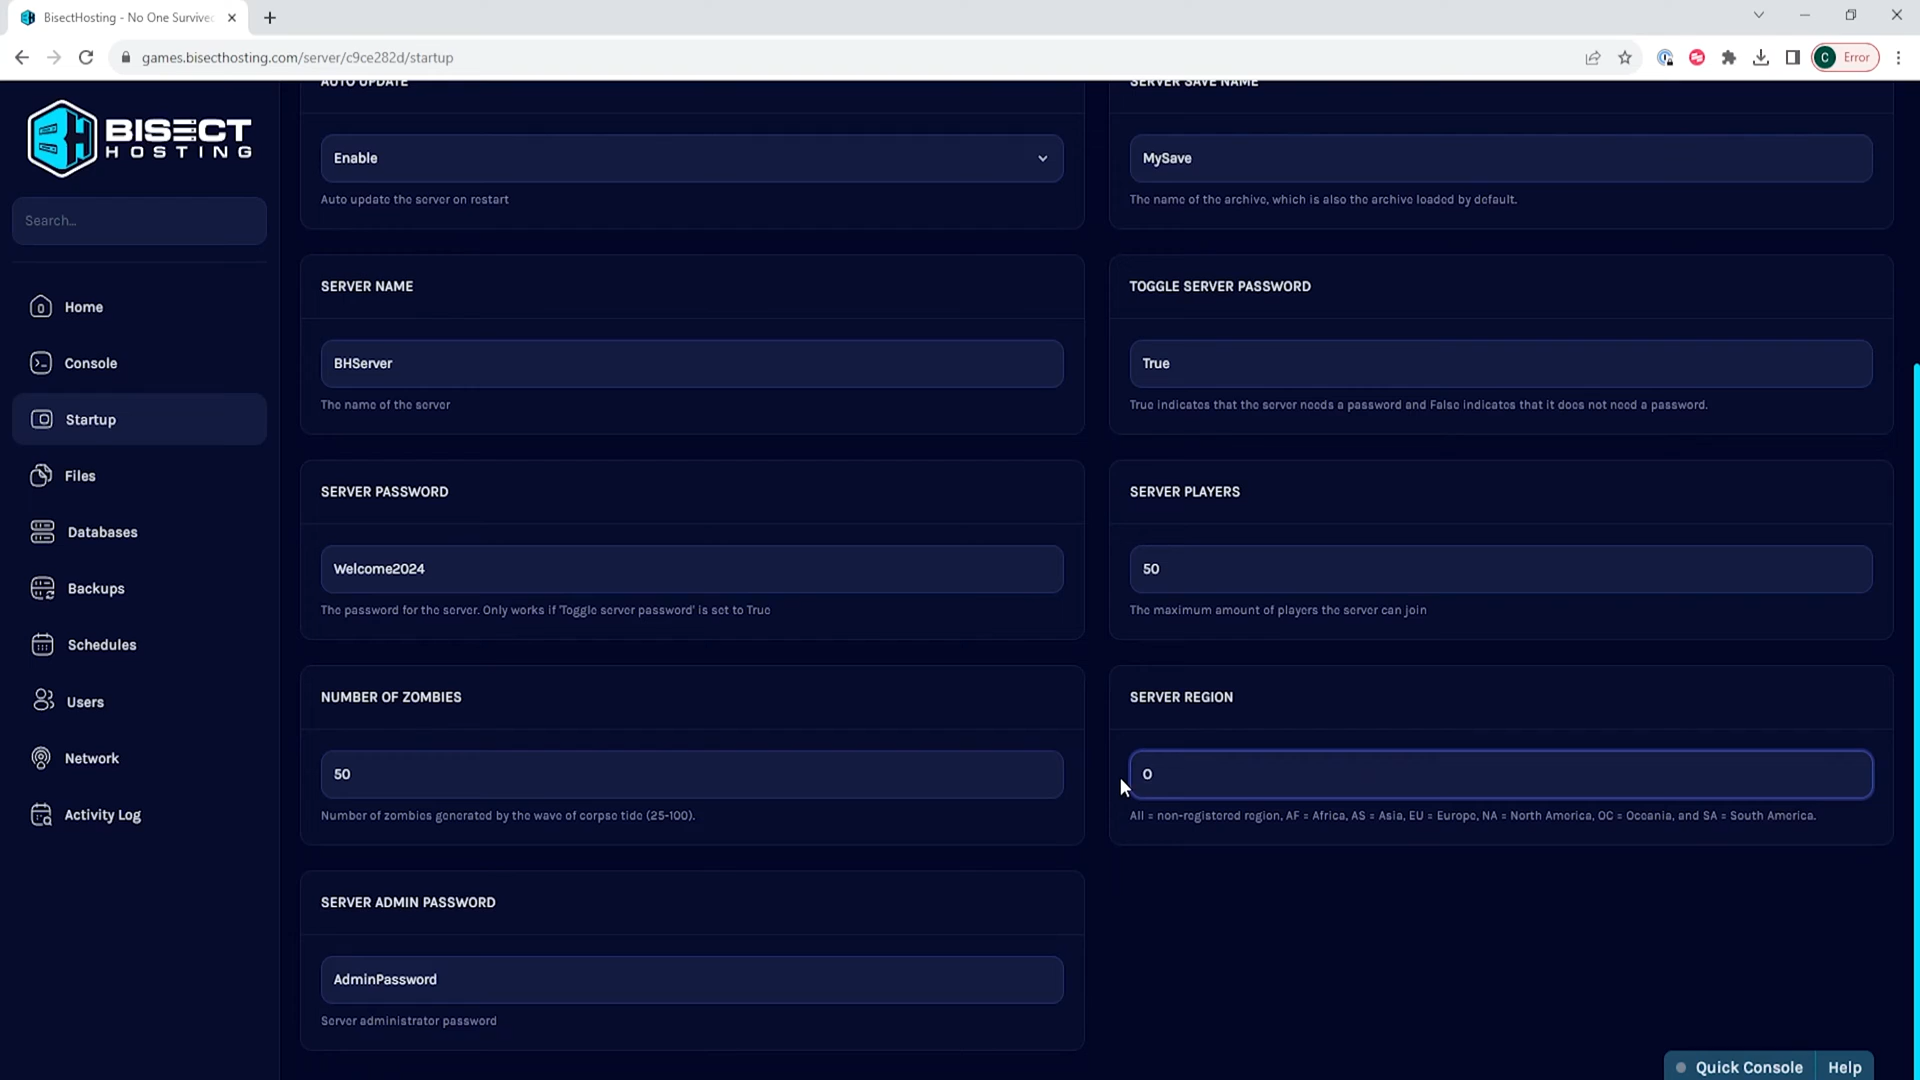 BisectHosting - No One Survived
games.bisecthosting.com/server/c9ce282d/startup
C Error
BISECT
HOSTING
Search...
Home
Console
Startup
Files
Databases
Backups
Schedules
Users
Network
Activity Log
AUTO UPDATE
SERVER SAVE NAME
Enable
MySave
Auto update the server on restart
The name of the archive, which is also the archive loaded by default.
SERVER NAME
TOGGLE SERVER PASSWORD
BHServer
True
The name of the server
True indicates that the server needs a password and False indicates that it does not need a password.
SERVER PASSWORD
SERVER PLAYERS
Welcome2024
50
The password for the server. Only works if 'Toggle server password' is set to True
The maximum amount of players the server can join
NUMBER OF ZOMBIES
SERVER REGION
50
O
Number of zombies generated by the wave of corpse tide (25-100).
All = non-registered region, AF = Africa, AS = Asia, EU = Europe, NA = North America, OC = Oceania, and SA = South America.
SERVER ADMIN PASSWORD
AdminPassword
Server administrator password
Quick Console
Help